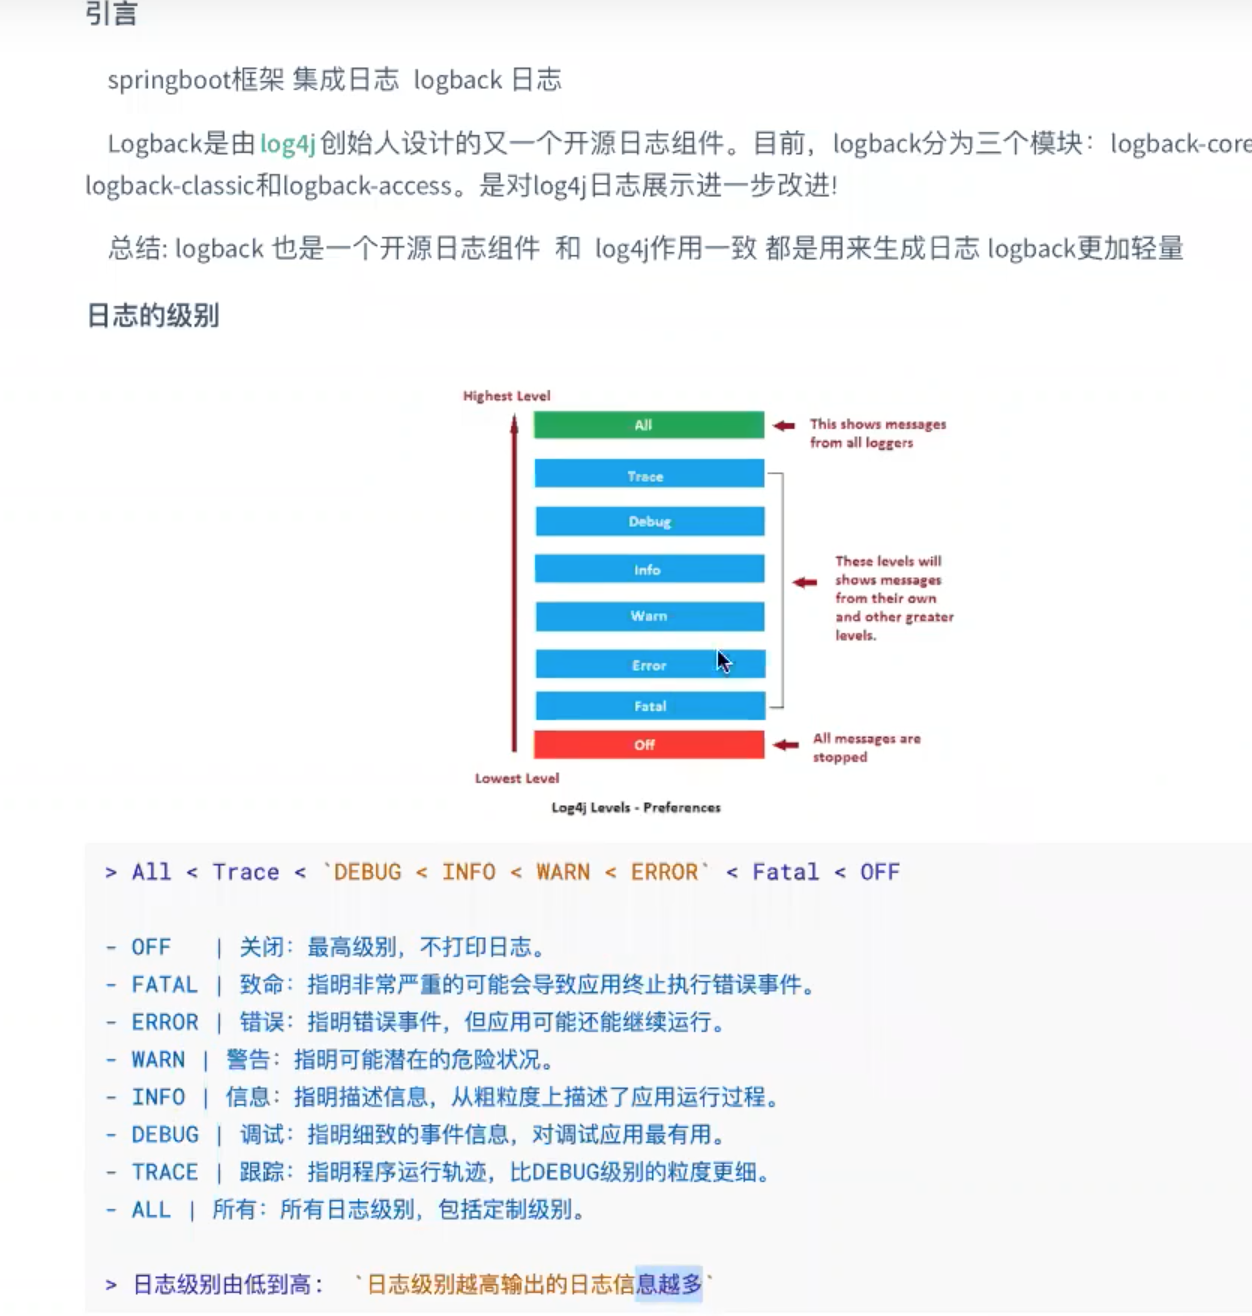 引言
springboot框架 集成日志 logback 日志
Logback是由 log4j 创始人设计的又一个开源日志组件。目前，logback分为三个模块：logback-core
logback-classic和logback-access。是对log4j日志展示进一步改进!
总结: logback 也是一个开源日志组件 和 log4j作用一致 都是用来生成日志 logback更加轻量
日志的级别
Highest Level
All
This shows messages
from all loggers
Trace
Debug
Info
Warn
Error
Fatal
These levels will
shows messages
from their own
and other greater
levels.
Off
All messages are
stopped
Lowest Level
Log4j Levels - Preferences
> All < Trace < `DEBUG < INFO < WARN < ERROR` < Fatal < OFF
- OFF | 关闭：最高级别，不打印日志。
- FATAL | 致命：指明非常严重的可能会导致应用终止执行错误事件。
- ERROR | 错误：指明错误事件，但应用可能还能继续运行。
- WARN | 警告：指明可能潜在的危险状况。
- INFO | 信息：指明描述信息，从粗粒度上描述了应用运行过程。
- DEBUG | 调试：指明细致的事件信息，对调试应用最有用。
- TRACE | 跟踪：指明程序运行轨迹，比DEBUG级别的粒度更细。
- ALL | 所有：所有日志级别，包括定制级别。
> 日志级别由低到高： `日志级别越高输出的日志信息越多`